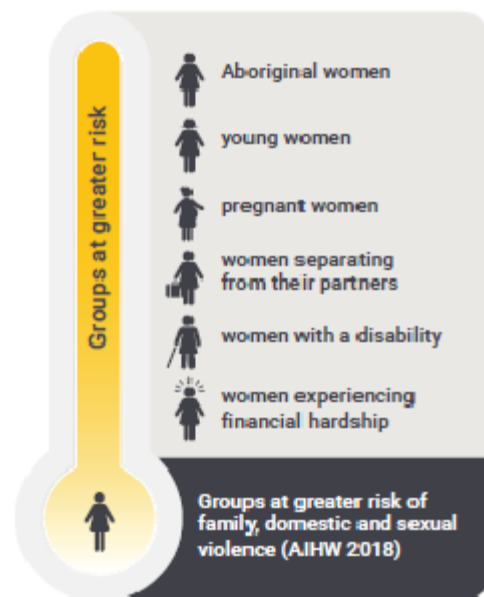 Groups at greater risk
Aboriginal women
young women
pregnant women
women separating
from their partners
women with a disability
women experiencing
financial hardship
Groups at greater risk of
family, domestic and sexual
violence (AIHW 2018)